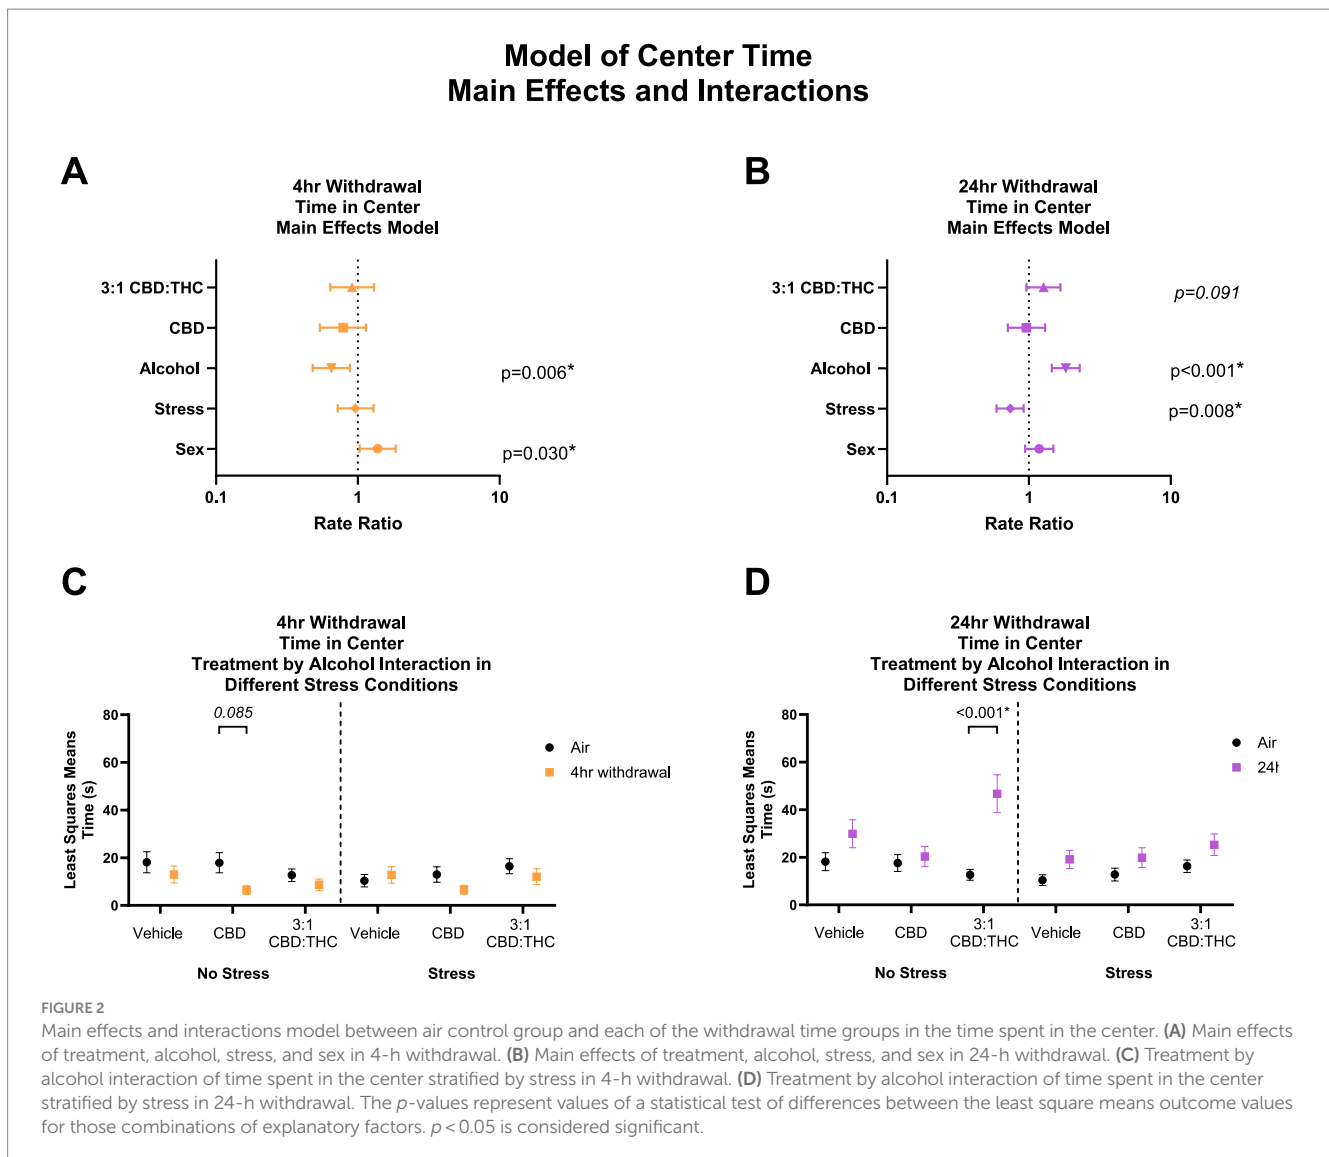 Model of Center Time
Main Effects and Interactions
A
4hr Withdrawal
Time in Center
Main Effects Model
3:1 CBD:THC
CBD
Alcohol
p=0.006*
Stress
Sex
p=0.030*
0.1
1
10
Rate Ratio
B
24hr Withdrawal
Time in Center
Main Effects Model
3:1 CBD:THC
p=0.091
CBD
Alcohol
p<0.001*
Stress
p=0.008*
Sex
0.1
1
10
Rate Ratio
C
4hr Withdrawal
Time in Center
Treatment by Alcohol Interaction in
Different Stress Conditions
Least Squares Means
Time (s)
80
60
40
20
0
0.085
Air
4hr withdrawal
Vehicle
CBD
3:1
CBD:THC
Vehicle
CBD
3:1
CBD:THC
No Stress
Stress
D
24hr Withdrawal
Time in Center
Treatment by Alcohol Interaction in
Different Stress Conditions
Least Squares Means
Time (s)
80
60
40
20
0
<0.001*
Air
24h
Vehicle
CBD
3:1
CBD:THC
Vehicle
CBD
3:1
CBD:THC
No Stress
Stress
FIGURE 2
Main effects and interactions model between air control group and each of the withdrawal time groups in the time spent in the center. (A) Main effects
of treatment, alcohol, stress, and sex in 4-h withdrawal. (B) Main effects of treatment, alcohol, stress, and sex in 24-h withdrawal. (C) Treatment by
alcohol interaction of time spent in the center stratified by stress in 4-h withdrawal. (D) Treatment by alcohol interaction of time spent in the center
stratified by stress in 24-h withdrawal. The p-values represent values of a statistical test of differences between the least square means outcome values
for those combinations of explanatory factors. p < 0.05 is considered significant.